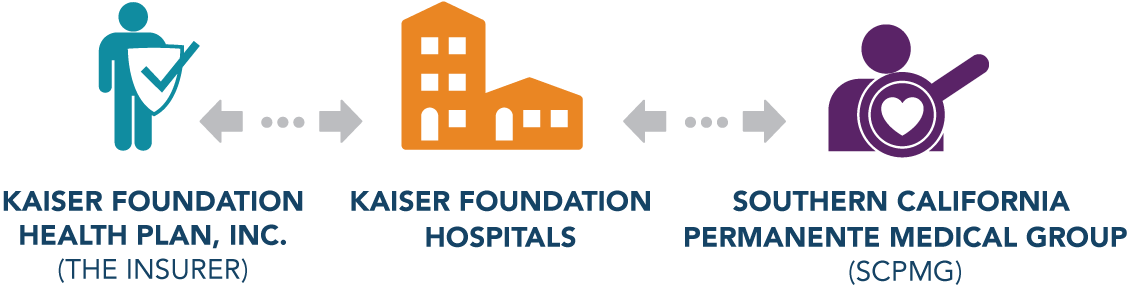 KAISER FOUNDATION
HEALTH PLAN, INC.
(THE INSURER)
KAISER FOUNDATION
HOSPITALS
SOUTHERN CALIFORNIA
PERMANENTE MEDICAL GROUP
(SCPMG)